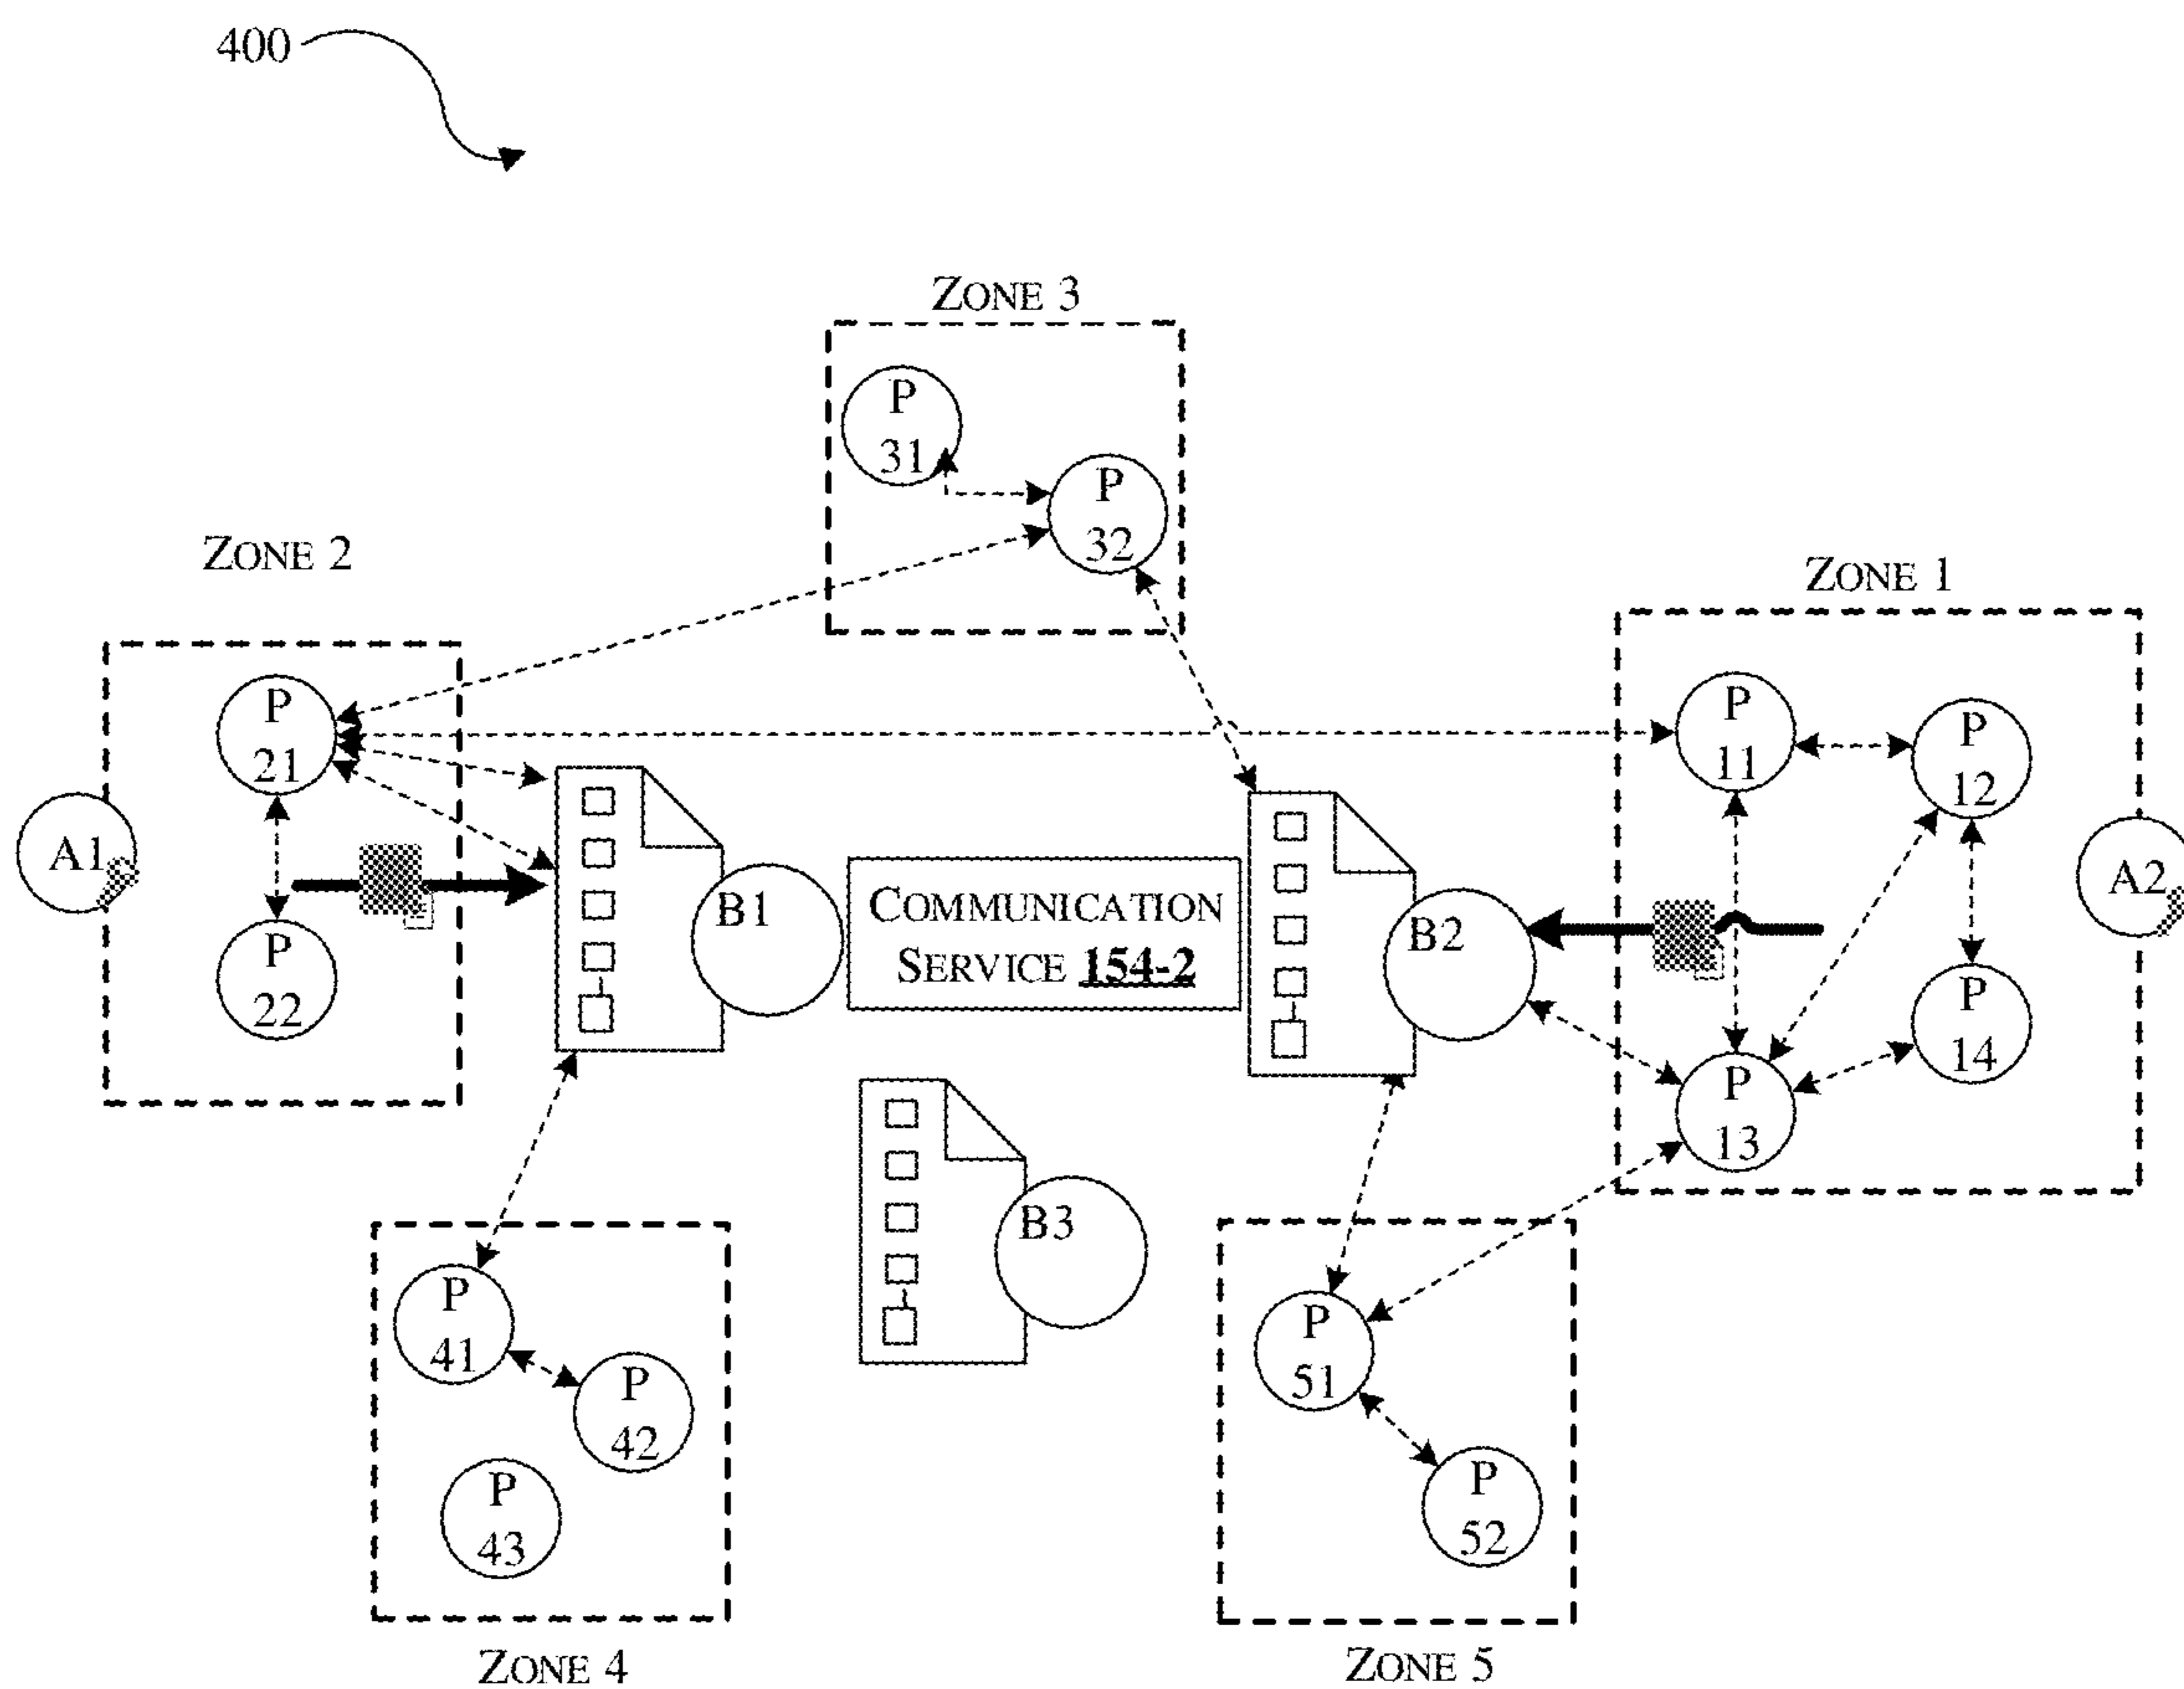 400
ZONE 3
P
31
P
32
ZONE 2
ZONE 1
P
21
P
11
P
12
A1
A2
B1
COMMUNICATION
SERVICE 154-2
B2
P
22
P
14
P
13
B3
P
41
P
42
P
43
P
51
P
52
ZONE 4
ZONE 5